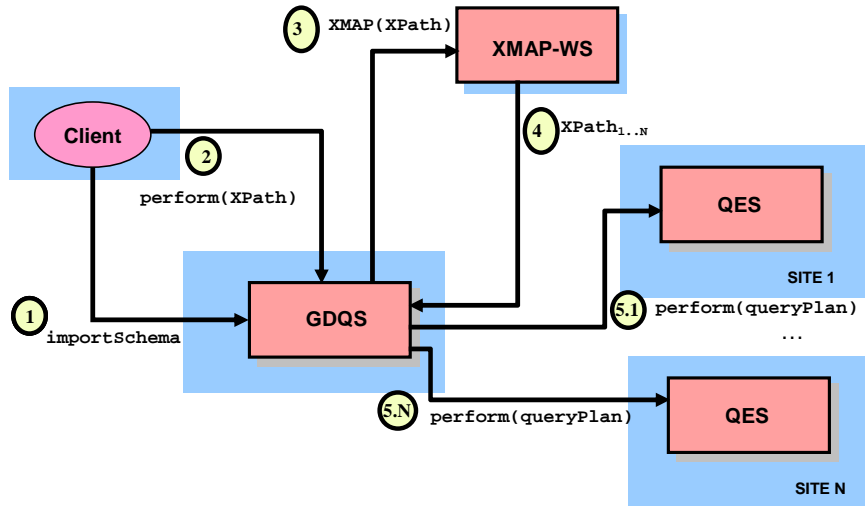 3
XMAP(XPath)
XMAP-WS
Client
2
4
XPath1..N
perform(XPath)
QES
SITE 1
1
importSchema
GDQS
5.1
perform(queryPlan)
...
5.N
perform(queryPlan)
QES
SITE N